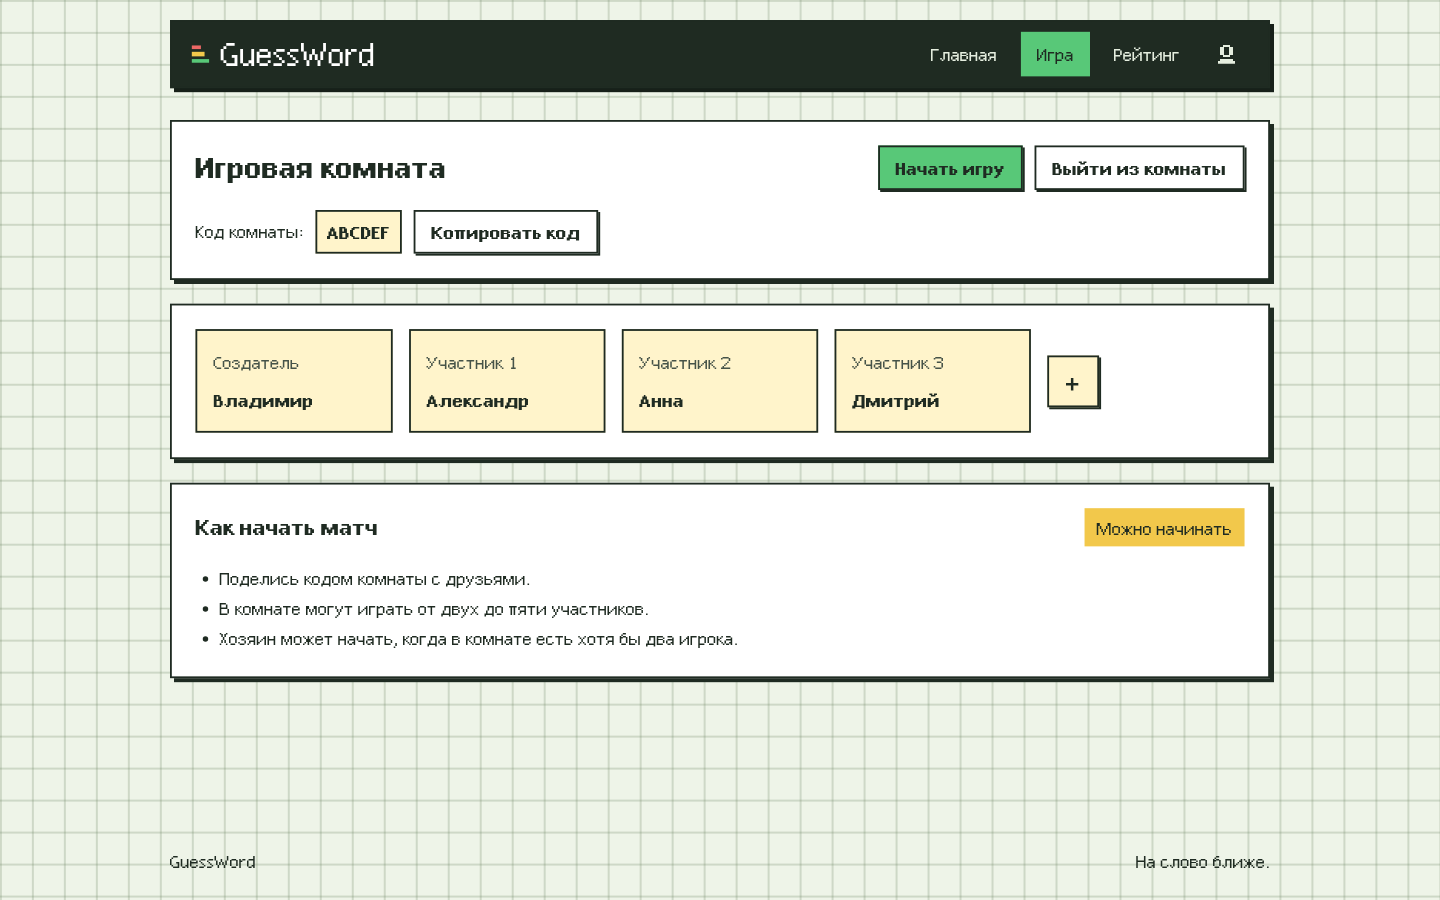 GuessWord
Главная Игра Рейтинг
Игровая комната
Начать игру Выйти из комнаты
Код комнаты: ABCDEF Копировать код
Создатель Участник 1 Участник 2 Участник 3
Владимир Александр Анна Дмитрий
+
Как начать матч
Можно начинать
• Поделись кодом комнаты с друзьями.
• В комнате могут играть от двух до пяти участников.
• Хозяин может начать, когда в комнате есть хотя бы два игрока.
GuessWord
На слово ближе.